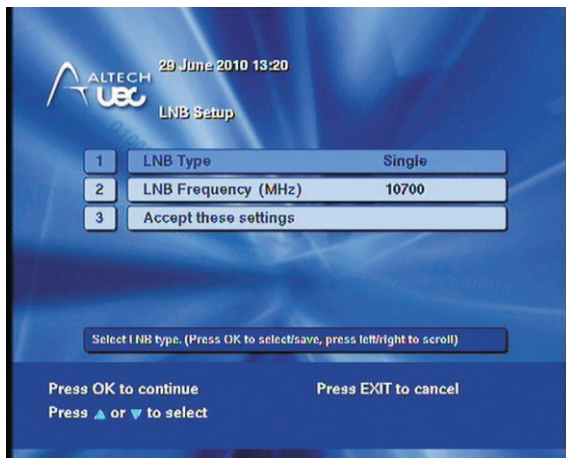 29 June 2010 13:20
ALTECH
UEC
LNB Setup
1 LNB Type Single
2 LNB Frequency (MHz) 10700
3 Accept these settings
Select LNB type. (Press OK to select/save, press left/right to scroll)
Press OK to continue Press EXIT to cancel
Press ▲ or ▼ to select